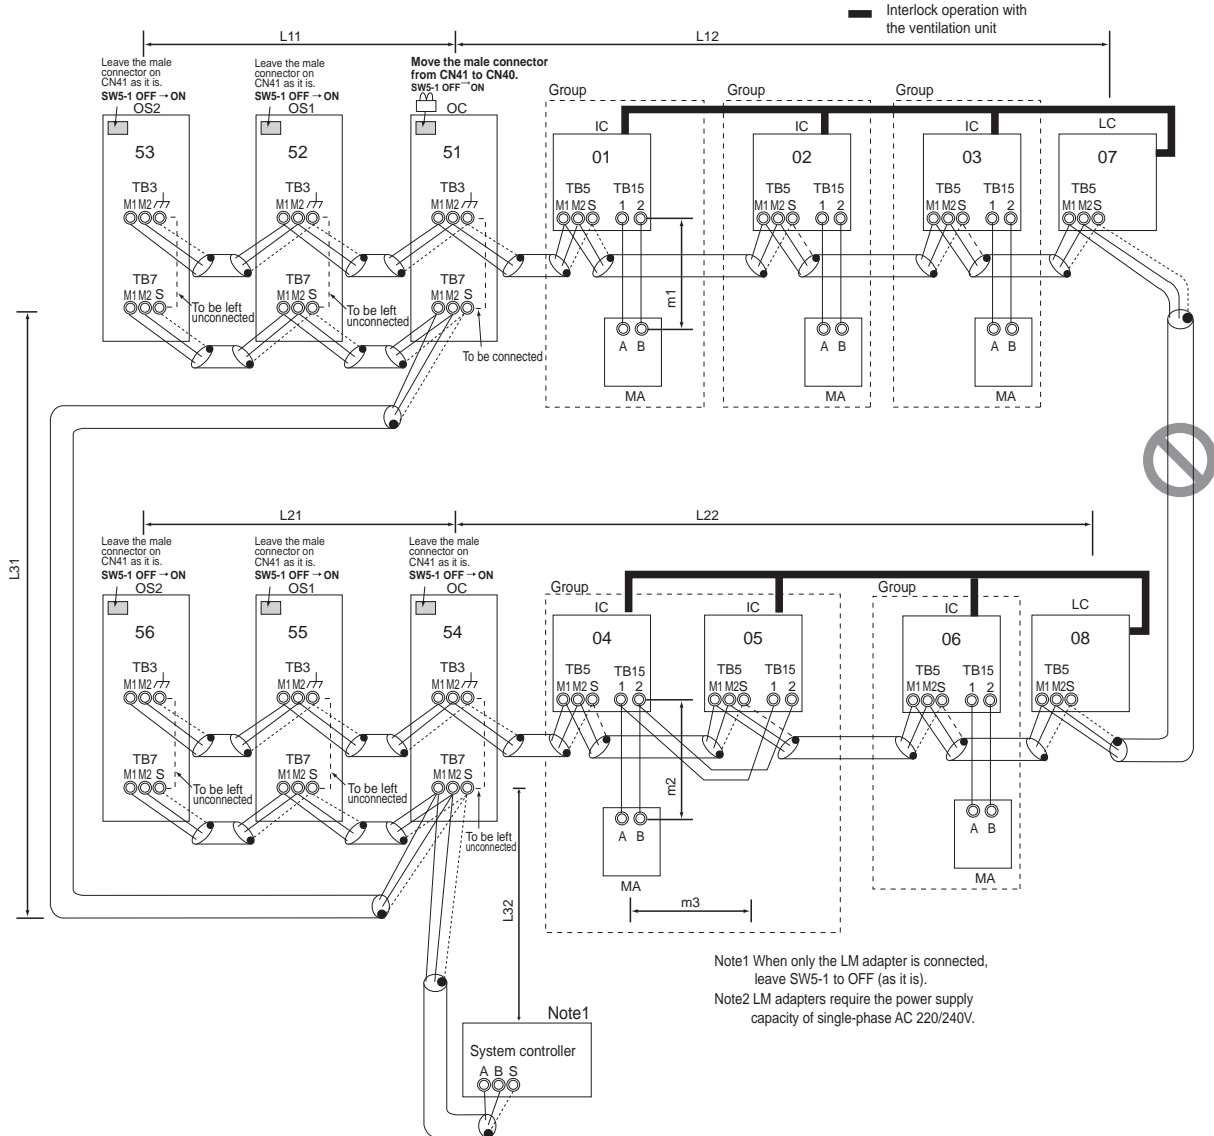 Interlock operation with
the ventilation unit
L11
L12
Leave the male
connector on
CN41 as it is.
SW5-1 OFF→ON
OS2
Leave the male
connector on
CN41 as it is.
SW5-1 OFF→ON
OS1
Move the male connector
from CN41 to CN40.
SW5-1 OFF→ON
OC
Group
Group
Group
IC
IC
IC
LC
53
52
51
01
02
03
07
TB3
TB3
TB3
TB5 TB15
TB5 TB15
TB5 TB15
TB5
M1 M2
M1 M2
M1 M2
M1 M2 S 1 2
M1 M2 S 1 2
M1 M2 S 1 2
M1 M2 S
TB7
TB7
TB7
M1 M2 S
M1 M2 S
M1 M2 S
To be left
unconnected
To be left
unconnected
To be connected
m1
A B
A B
A B
MA
MA
MA
L31
L21
L22
Leave the male
connector on
CN41 as it is.
SW5-1 OFF→ON
OS2
Leave the male
connector on
CN41 as it is.
SW5-1 OFF→ON
OS1
Leave the male
connector on
CN41 as it is.
SW5-1 OFF→ON
OC
Group
Group
IC
IC
IC
LC
56
55
54
04
05
06
08
TB3
TB3
TB3
TB5 TB15
TB5 TB15
TB5 TB15
TB5
M1 M2
M1 M2
M1 M2
M1 M2 S 1 2
M1 M2S 1 2
M1 M2S 1 2
M1 M2S
TB7
TB7
TB7
M1 M2 S
M1 M2 S
M1 M2 S
To be left
unconnected
To be left
unconnected
To be left
unconnected
m2
A B
A B
MA
MA
m3
L32
Note1 When only the LM adapter is connected,
leave SW5-1 to OFF (as it is).
Note2 LM adapters require the power supply
capacity of single-phase AC 220/240V.
Note1
System controller
A B S